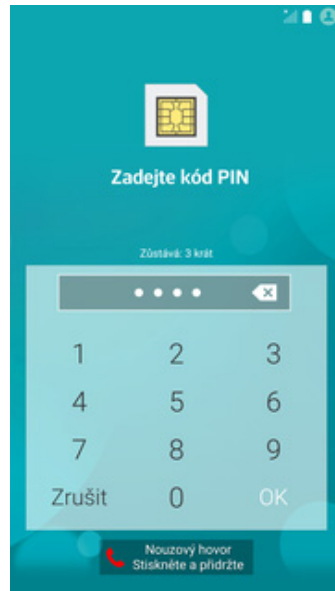 Zadejte kód PIN
Zůstává: 3 krát
1 2 3
4 5 6
7 8 9
Zrušit 0 OK
Nouzový hovor
Stiskněte a přidržte